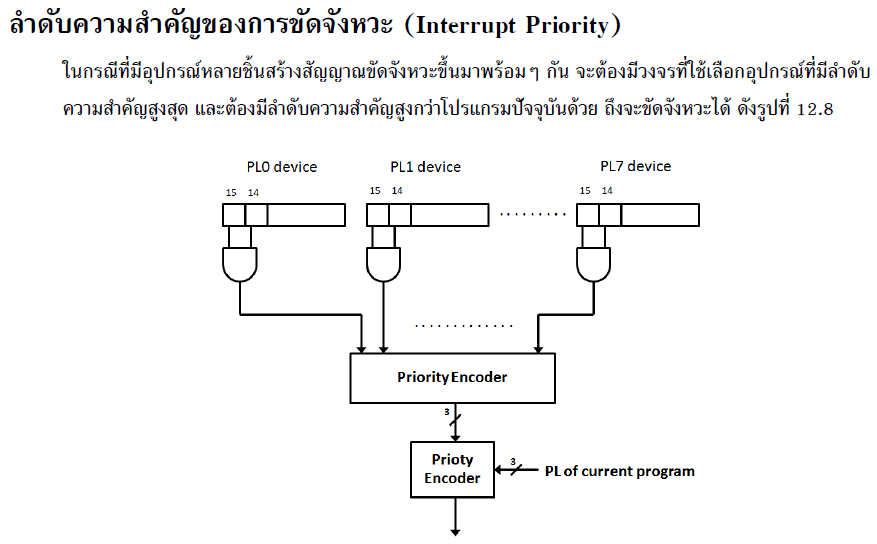 ลำดับความสำคัญของการขัดจังหวะ (Interrupt Priority)
ในกรณีที่มีอุปกรณ์หลายชิ้นสร้างสัญญาณขัดจังหวะขึ้นมาพร้อมๆ กัน จะต้องมีวงจรที่ใช้เลือกอุปกรณ์ที่มีลำดับ
ความสำคัญสูงสุด และต้องมีลำดับความสำคัญสูงกว่าโปรแกรมปัจจุบันด้วย ถึงจะขัดจังหวะได้ ดังรูปที่ 12.8
PL0 device PL1 device PL7 device
15 14 15 14 15 14
Priority Encoder
3
Prioty
Encoder
3
PL of current program